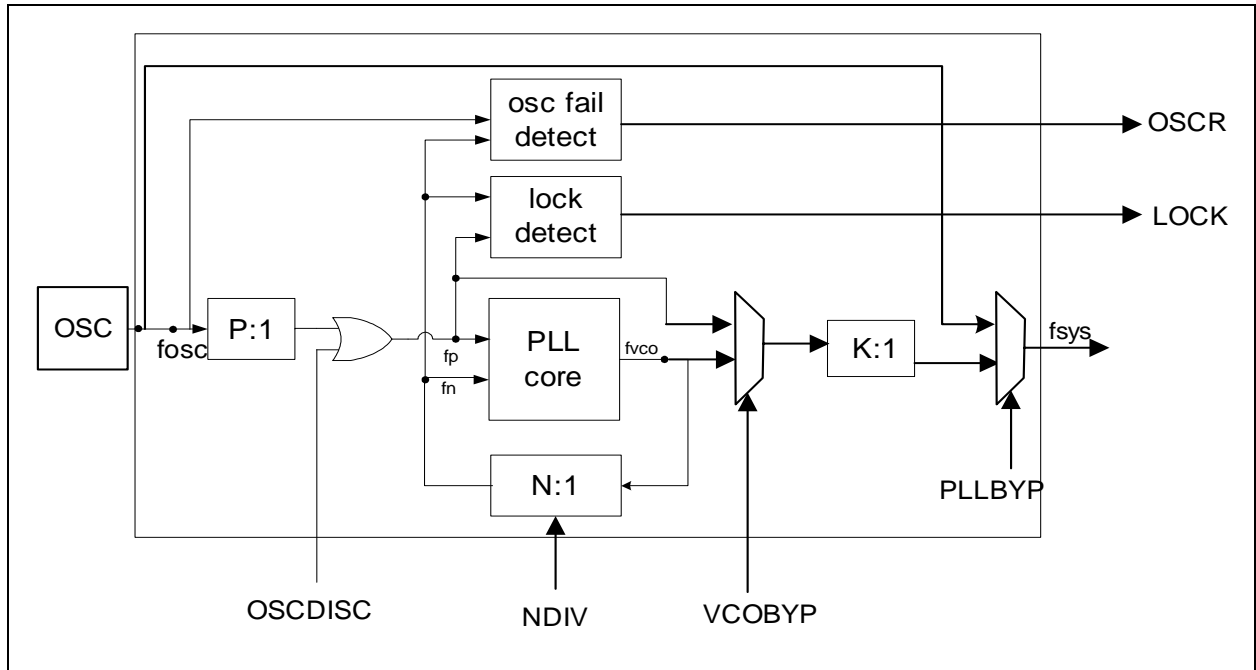 osc fail
detect
OSCR
lock
detect
LOCK
OSC
fosc
P:1
fp
fn
PLL
core
fvco
K:1
fsys
N:1
PLLBYP
OSCDISC
NDIV
VCOBYP